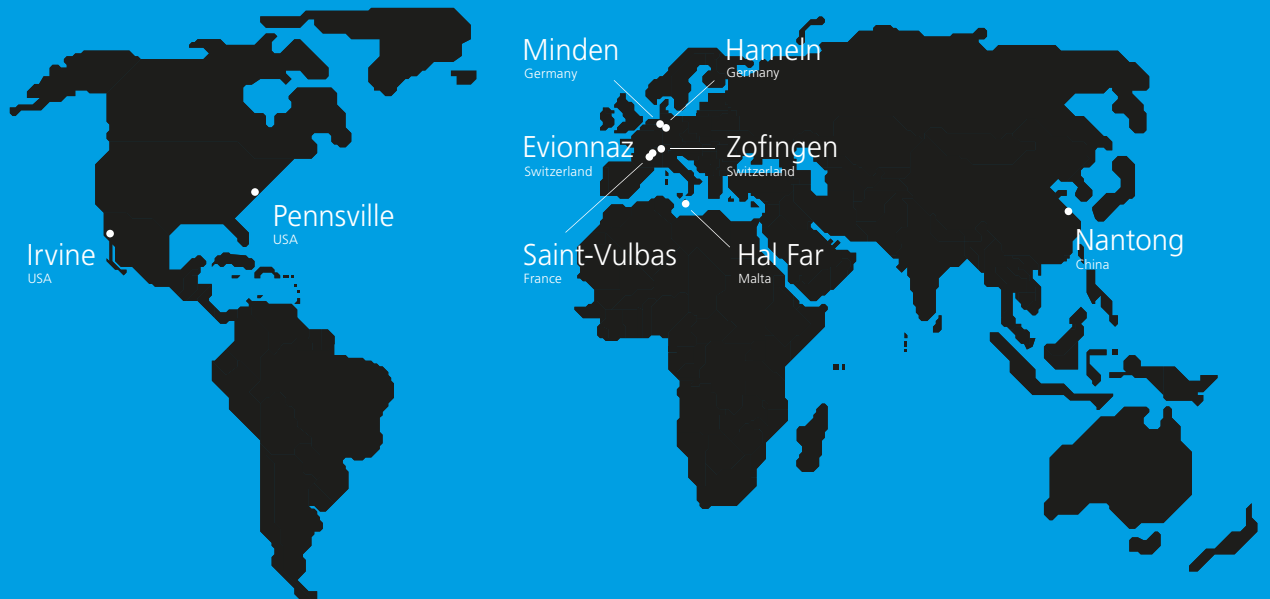 Minden
Germany
Hameln
Germany
Evionnaz
Switzerland
Zofingen
Switzerland
Pennsville
USA
Irvine
USA
Saint-Vulbas
France
Hal Far
Malta
Nantong
China